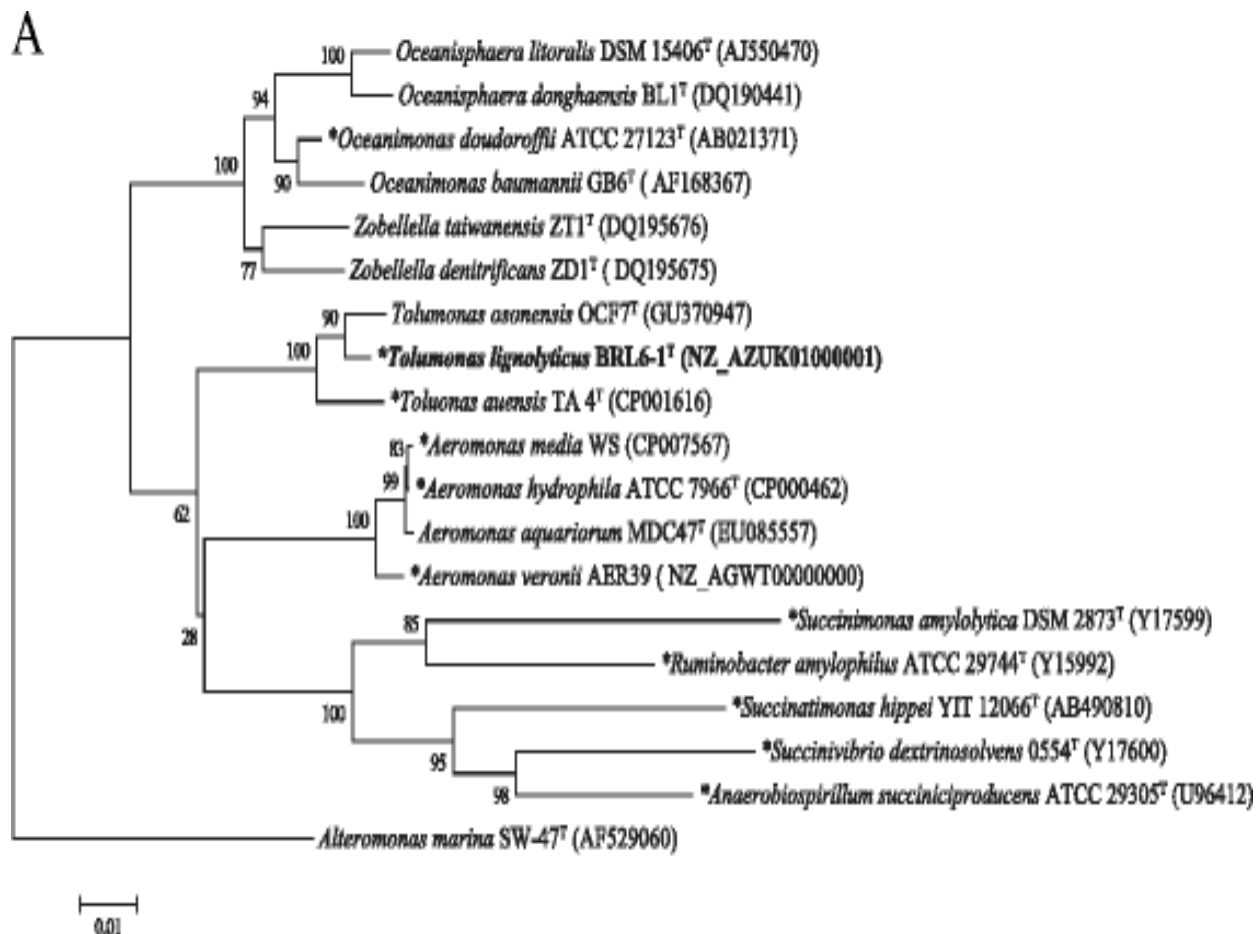 A
100
Oceanisphaera litoralis DSM 15406T (AJ550470)
94
Oceanisphaera donghaensis BL1T (DQ190441)
*Oceanimonas doudoroffii ATCC 27123T (AB021371)
100
90
Oceanimonas baumannii GB6T ( AF168367)
Zobellella taiwanensis ZT1T (DQ195676)
77
Zobellella denitrificans ZD1T ( DQ195675)
90
Tolumonas osonensis OCF7T (GU370947)
100
*Tolumonas lignolyticus BRL6-1T (NZ_AZUK01000001)
*Toluonas auensis TA 4T (CP001616)
83
*Aeromonas media WS (CP007567)
99
*Aeromonas hydrophila ATCC 7966T (CP000462)
62
100
Aeromonas aquariorum MDC47T (EU085557)
*Aeromonas veronii AER39 ( NZ_AGWT00000000)
28
85
*Succinimonas amylolytica DSM 2873T (Y17599)
*Ruminobacter amylophilus ATCC 29744T (Y15992)
100
*Succinatimonas hippei YIT 12066T (AB490810)
95
*Succinivibrio dextrinosolvens 0554T (Y17600)
98
*Anaerobiospirillum succiniciproducens ATCC 29305T (U96412)
Alteromonas marina SW-47T (AF529060)
0.01